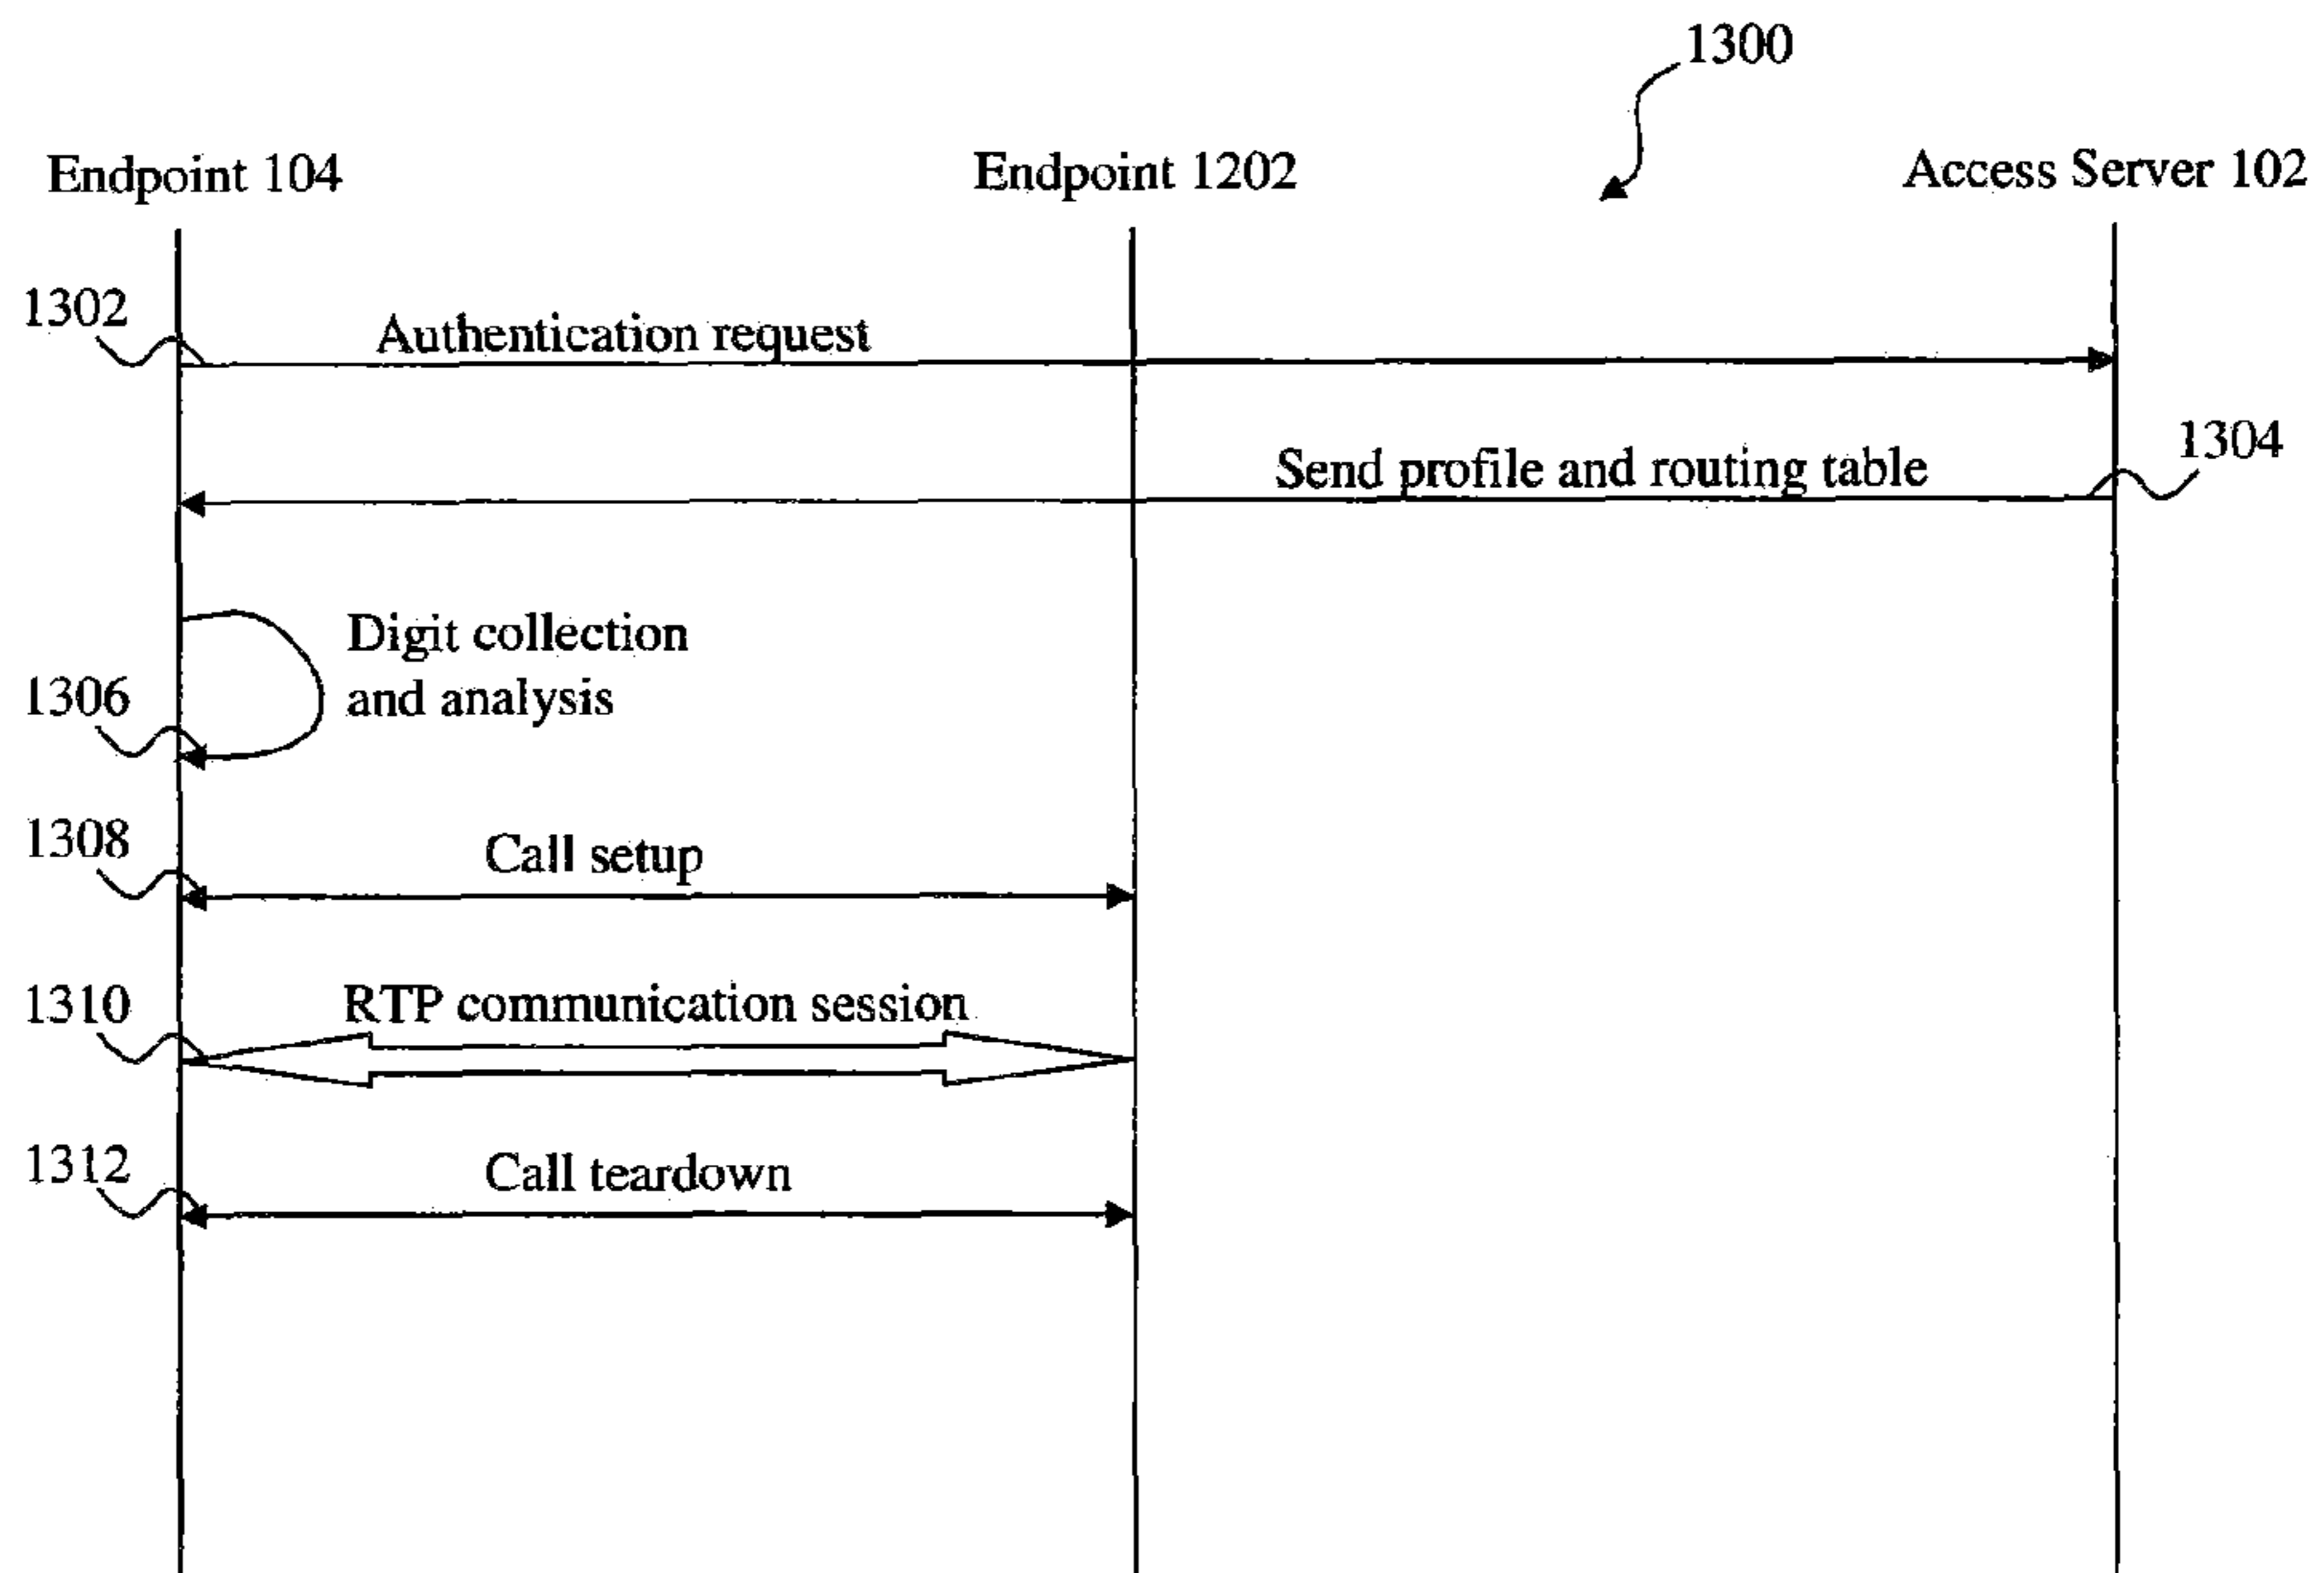 1300
Endpoint 104
Endpoint 1202
Access Server 102
1302
Authentication request
1304
Send profile and routing table
Digit collection
and analysis
1306
1308
Call setup
1310
RTP communication session
1312
Call teardown